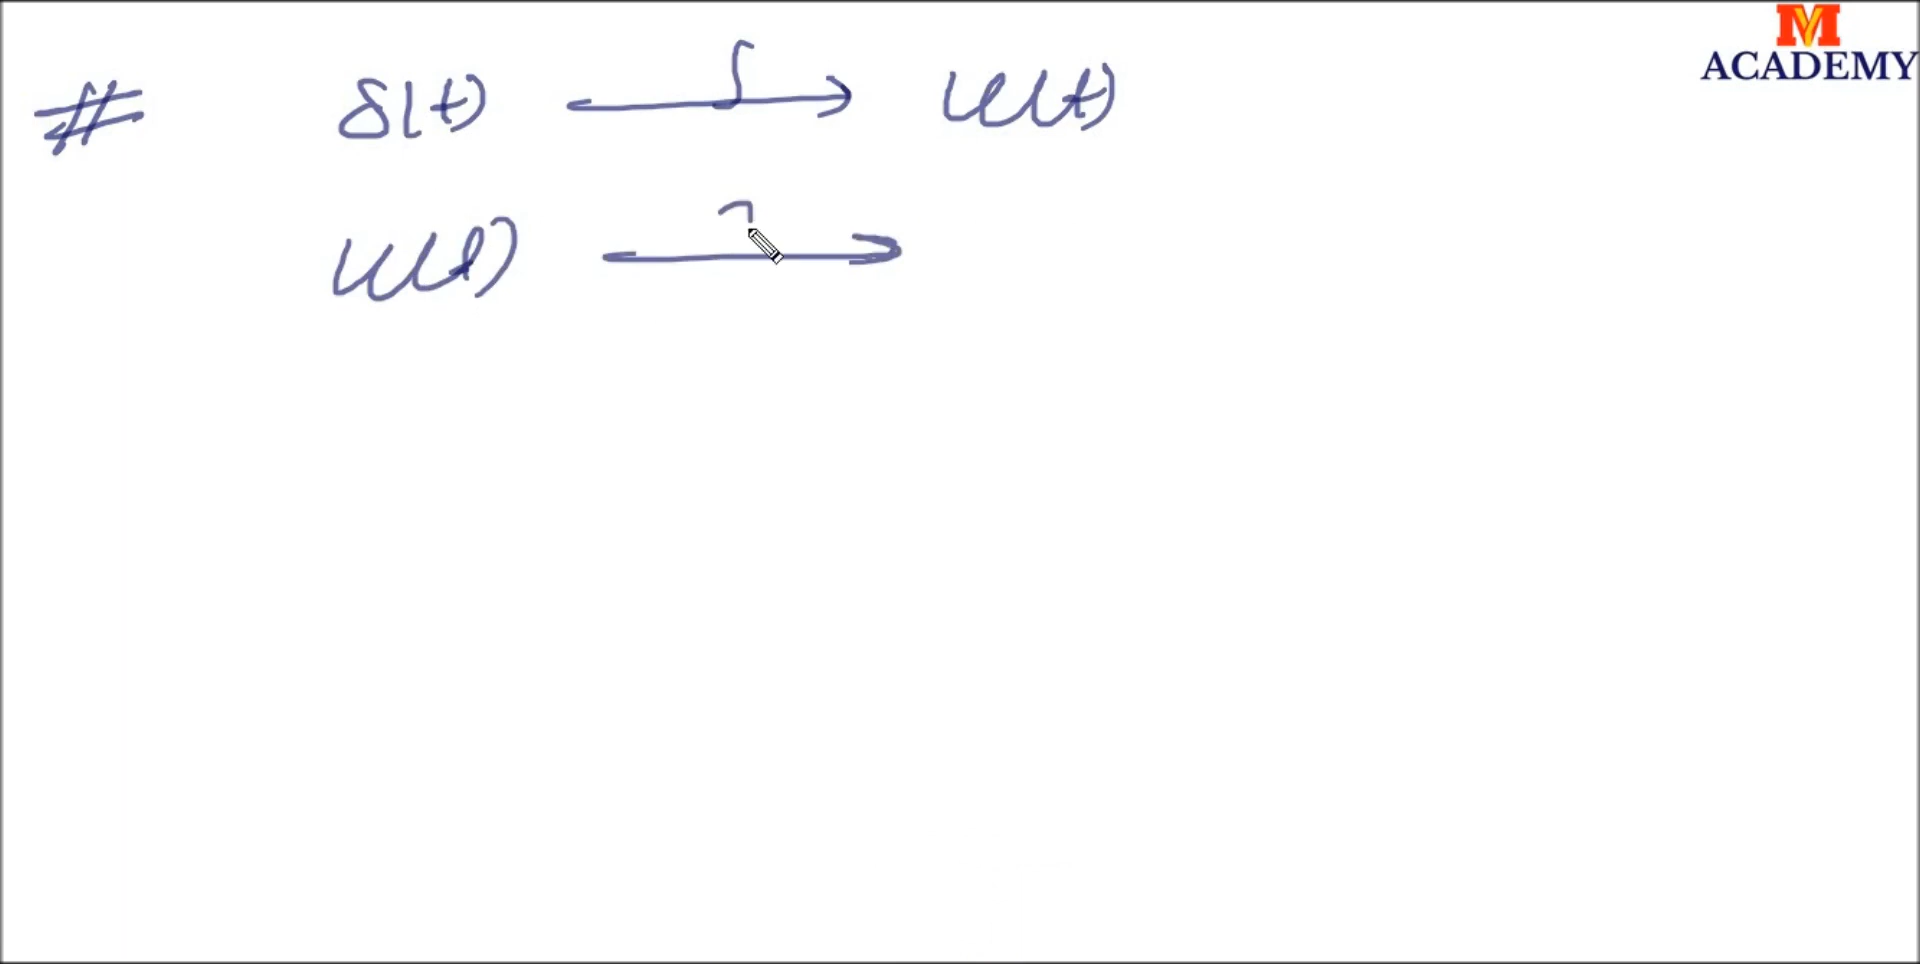 M
ACADEMY
# δ(t) ⟷ ∫ u(t)
u(t) ⟷